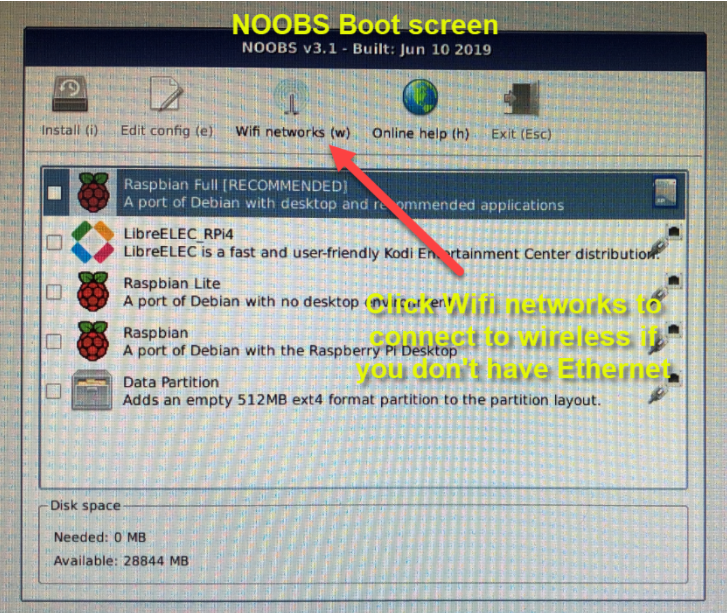 NOOBS Boot screen
NOOBS v3.1 - Built: Jun 10 2019
Install (i)
Edit config (e)
Wifi networks (w)
Online help (h)
Exit (Esc)
Raspbian Full [RECOMMENDED]
A port of Debian with desktop and recommended applications
LibreELEC_RPi4
LibreELEC is a fast and user-friendly Kodi Entertainment Center distribution.
Raspbian Lite
A port of Debian with no desktop environment
Raspbian
A port of Debian with the Raspberry Pi Desktop
Data Partition
Adds an empty 512MB ext4 format partition to the partition layout.
Click Wifi networks to
connect to wireless if
you don't have Ethernet
Disk space
Needed: 0 MB
Available: 28844 MB